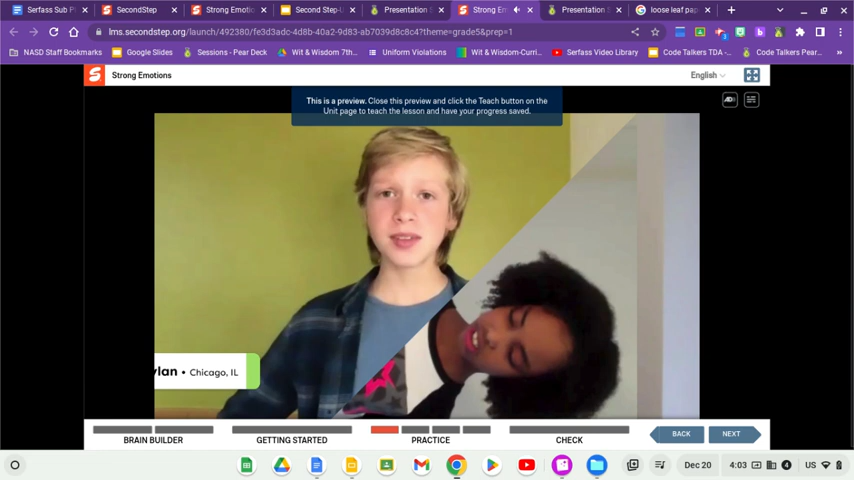 Serfass Sub P
SecondStep
Strong Emotio
Second Step-U
Presentation S
Strong Em
Presentation S
loose leaf pap
lms.secondstep.org/launch/492380/fe3d3adc-4d8b-40a2-9d83-ab7039d8c8c4?theme=grade5&prep=1
NASD Staff Bookmarks
Google Slides
Sessions - Pear Deck
Wit & Wisdom 7th...
Uniform Violations
Wit & Wisdom-Curri...
Serfass Video Library
Code Talkers TDA -...
Code Talkers Pear...
Strong Emotions
English
This is a preview. Close this preview and click the Teach button on the
Unit page to teach the lesson and have your progress saved.
ylan • Chicago, IL
BRAIN BUILDER
GETTING STARTED
PRACTICE
CHECK
BACK
NEXT
Dec 20
4:03
4
US